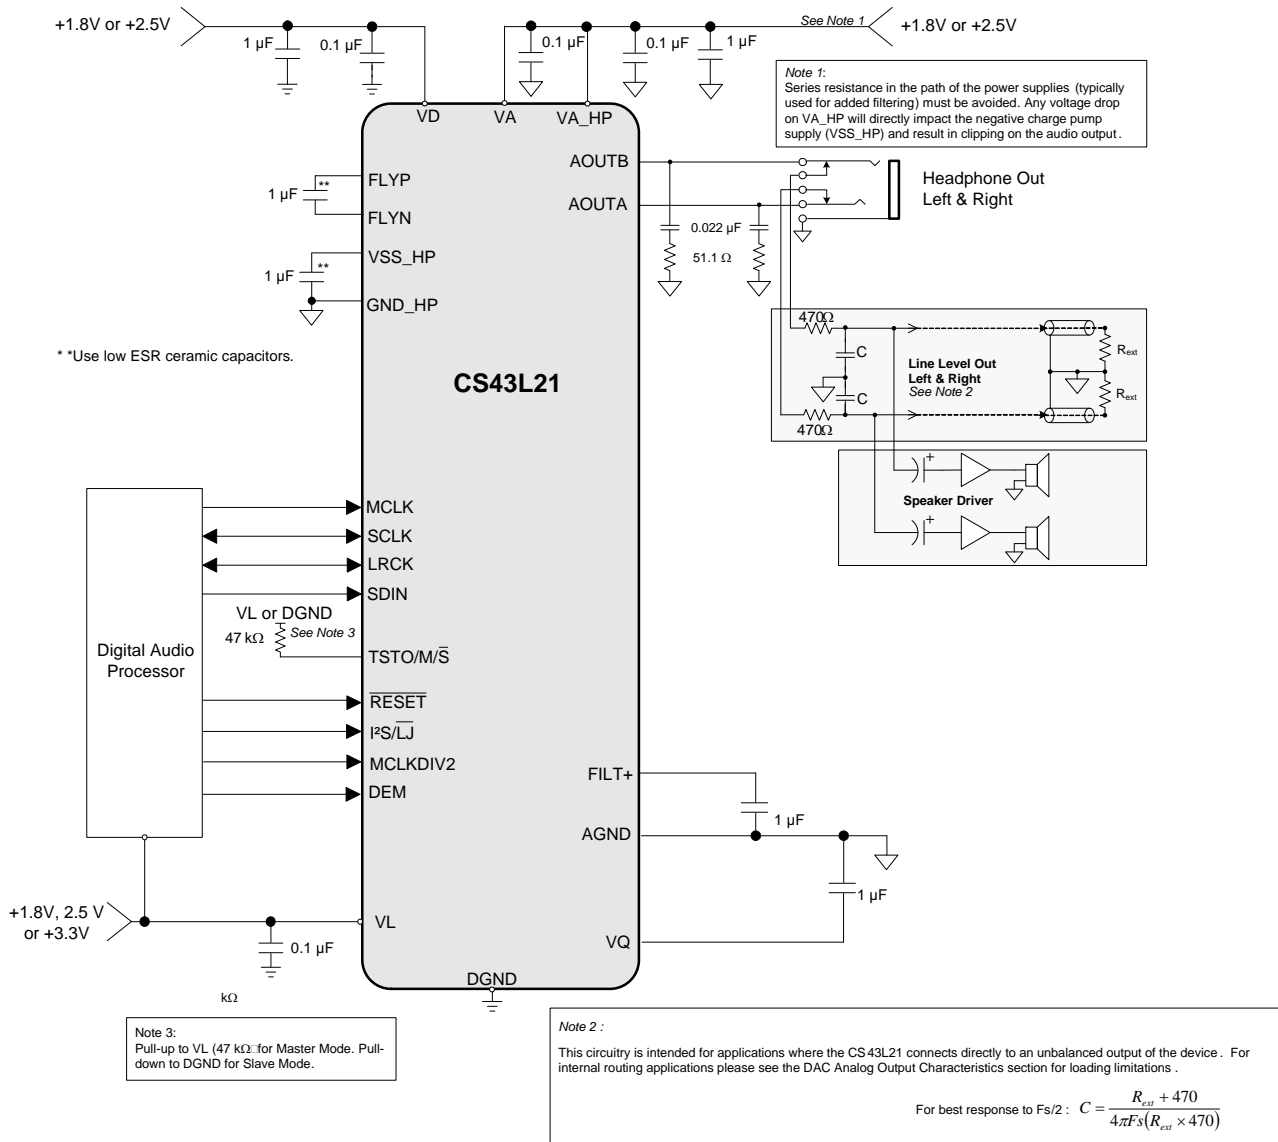 +1.8V or +2.5V
1 µF
0.1 µF
See Note 1
+1.8V or +2.5V
0.1 µF
0.1 µF
1 µF
Note 1:
Series resistance in the path of the power supplies (typically
used for added filtering) must be avoided. Any voltage drop
on VA_HP will directly impact the negative charge pump
supply (VSS_HP) and result in clipping on the audio output.
VD
VA
VA_HP
AOUTB
AOUTA
Headphone Out
Left & Right
FLYP
1 µF
**
FLYN
VSS_HP
1 µF
**
GND_HP
0.022 µF
51.1 Ω
* *Use low ESR ceramic capacitors.
CS43L21
470Ω
C
C
470Ω
Line Level Out
Left & Right
See Note 2
Rext
Rext
+
Speaker Driver
+
Digital Audio
Processor
MCLK
SCLK
LRCK
SDIN
VL or DGND
47 kΩ
See Note 3
TSTO/M/S̅
R̅E̅S̅E̅T̅
I²S/L̅J̅
MCLKDIV2
DEM
FILT+
1 µF
AGND
1 µF
VQ
+1.8V, 2.5 V
or +3.3V
VL
0.1 µF
DGND
kΩ
Note 3:
Pull-up to VL (47 kΩ□for Master Mode. Pull-
down to DGND for Slave Mode.
Note 2 :
This circuitry is intended for applications where the CS43L21 connects directly to an unbalanced output of the device. For
internal routing applications please see the DAC Analog Output Characteristics section for loading limitations.
For best response to Fs/2 : C = (Rext + 470) / (4πFs(Rext × 470))